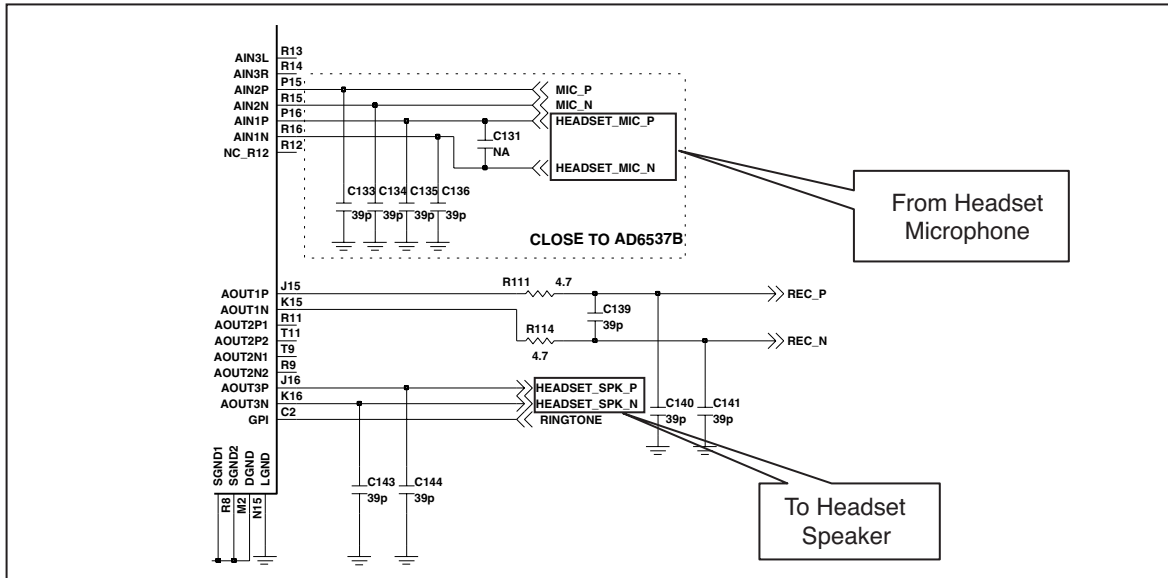 AIN3L R13
AIN3R R14
AIN2P P15 MIC_P
AIN2N R15 MIC_N
AIN1P P16 HEADSET_MIC_P
AIN1N R16
NC_R12 R12
C131
NA
HEADSET_MIC_N
C133 C134 C135 C136
39p 39p 39p 39p
CLOSE TO AD6537B
From Headset
Microphone
AOUT1P J15 R111 4.7 REC_P
AOUT1N K15
C139
39p
AOUT2P1 R11
AOUT2P2 T11 R114 REC_N
4.7
AOUT2N1 T9
AOUT2N2 R9
AOUT3P J16 HEADSET_SPK_P
AOUT3N K16 HEADSET_SPK_N
GPI C2 RINGTONE
C140 C141
39p 39p
SGND1
SGND2
DGND
LGND
R8
M2
N15
C143 C144
39p 39p
To Headset
Speaker